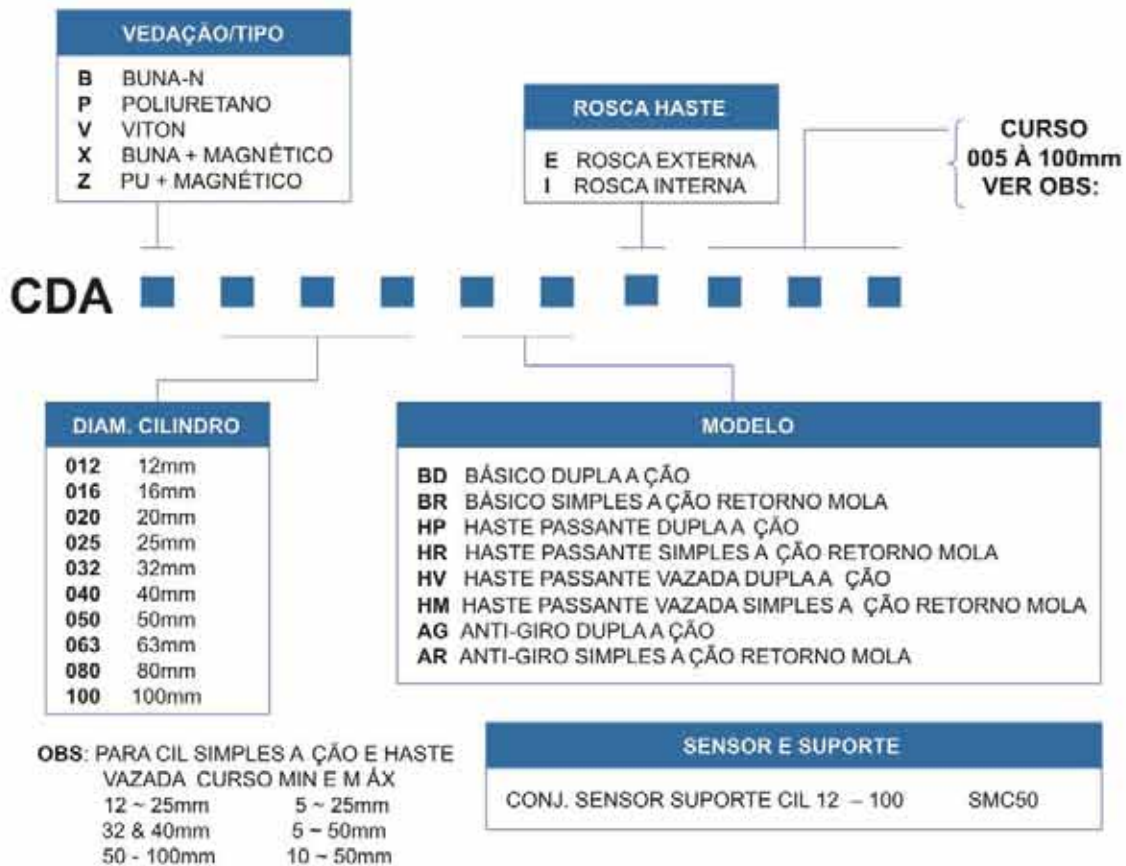 VEDAÇÃO/TIPO
B BUNA-N
P POLIURETANO
V VITON
X BUNA + MAGNÉTICO
Z PU + MAGNÉTICO
ROSCA HASTE
E ROSCA EXTERNA
I ROSCA INTERNA
CURSO
005 À 100mm
VER OBS:
CDA
DIAM. CILINDRO
012 12mm
016 16mm
020 20mm
025 25mm
032 32mm
040 40mm
050 50mm
063 63mm
080 80mm
100 100mm
MODELO
BD BÁSICO DUPLA A ÇÃO
BR BÁSICO SIMPLES A ÇÃO RETORNO MOLA
HP HASTE PASSANTE DUPLA A ÇÃO
HR HASTE PASSANTE SIMPLES A ÇÃO RETORNO MOLA
HV HASTE PASSANTE VAZADA DUPLA A ÇÃO
HM HASTE PASSANTE VAZADA SIMPLES A ÇÃO RETORNO MOLA
AG ANTI-GIRO DUPLA A ÇÃO
AR ANTI-GIRO SIMPLES A ÇÃO RETORNO MOLA
OBS: PARA CIL SIMPLES A ÇÃO E HASTE
VAZADA CURSO MIN E M ÁX
12 ~ 25mm 5 ~ 25mm
32 & 40mm 5 ~ 50mm
50 - 100mm 10 ~ 50mm
SENSOR E SUPORTE
CONJ. SENSOR SUPORTE CIL 12 – 100 SMC50